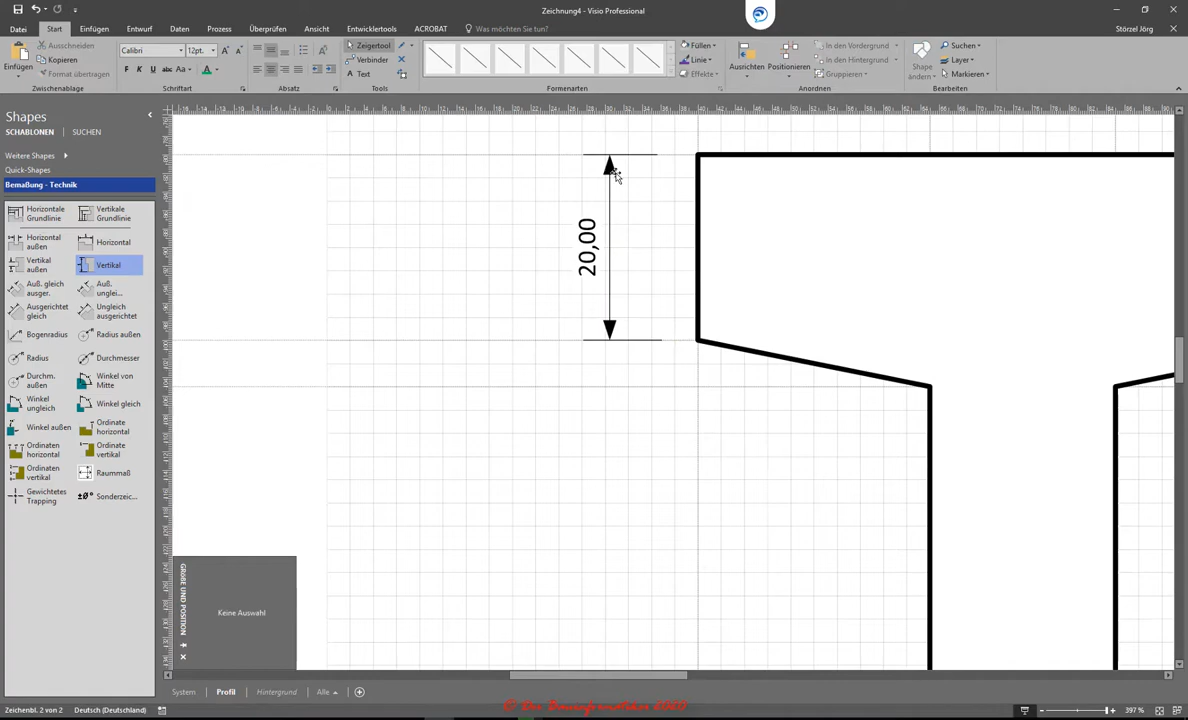 Zeichnung4 - Visio Professional
Datei Start Einfügen Entwurf Daten Prozess Überprüfen Ansicht Entwicklertools ACROBAT Was möchten Sie tun? Störzel Jörg
Einfügen
Ausschneiden
Kopieren
Format übertragen
Zwischenablage
Calibri 12pt.
F K U abc Aa
Schriftart
Absatz
Zeigertool
Verbinder
Text
Tools
Formenarten
Füllen
Linie
Effekte
Ausrichten
Positionieren
In den Vordergrund
In den Hintergrund
Gruppieren
Anordnen
Shape
ändern
Suchen
Layer
Markieren
Bearbeiten
Shapes
SCHABLONEN SUCHEN
Weitere Shapes
Quick-Shapes
Bemaßung - Technik
Horizontale
Grundlinie
Vertikale
Grundlinie
Horizontal
außen
Horizontal
Vertikal
außen
Vertikal
Auß. gleich
ausger.
Auß.
unglei...
Ausgerichtet
gleich
Ungleich
ausgerichtet
Bogenradius
Radius außen
Radius
Durchmesser
Durchm.
außen
Winkel von
Mitte
Winkel
ungleich
Winkel gleich
Winkel außen
Ordinate
horizontal
Ordinaten
horizontal
Ordinate
vertikal
Ordinaten
vertikal
Raummaß
Gewichtetes
Trapping
Sonderzeic...
20,00
GRÖßE UND POSITION
Keine Auswahl
System Profil Hintergrund Alle
Zeichenbl. 2 von 2 Deutsch (Deutschland)
© Der Bauinformatiker 2020
397 %